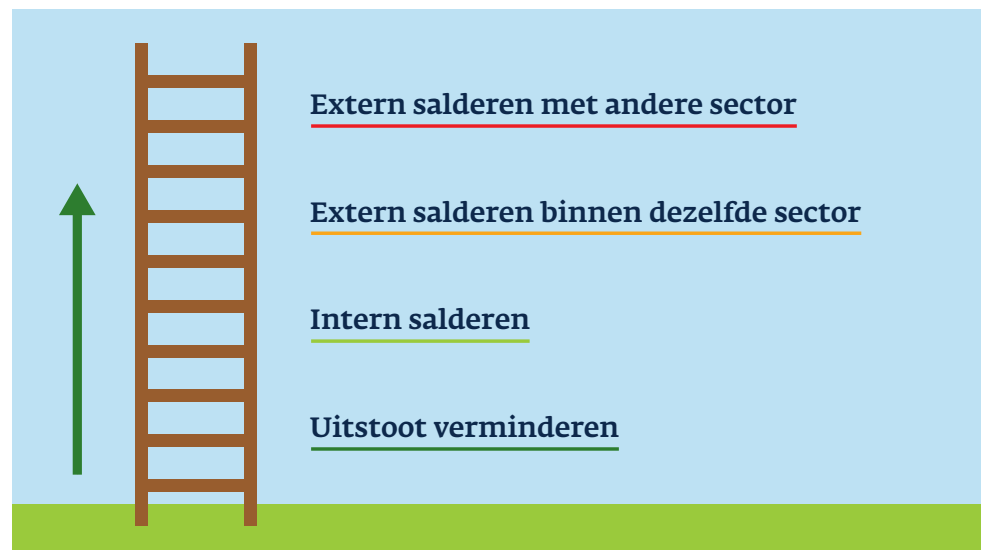 Extern salderen met andere sector
Extern salderen binnen dezelfde sector
Intern salderen
Uitstoot verminderen